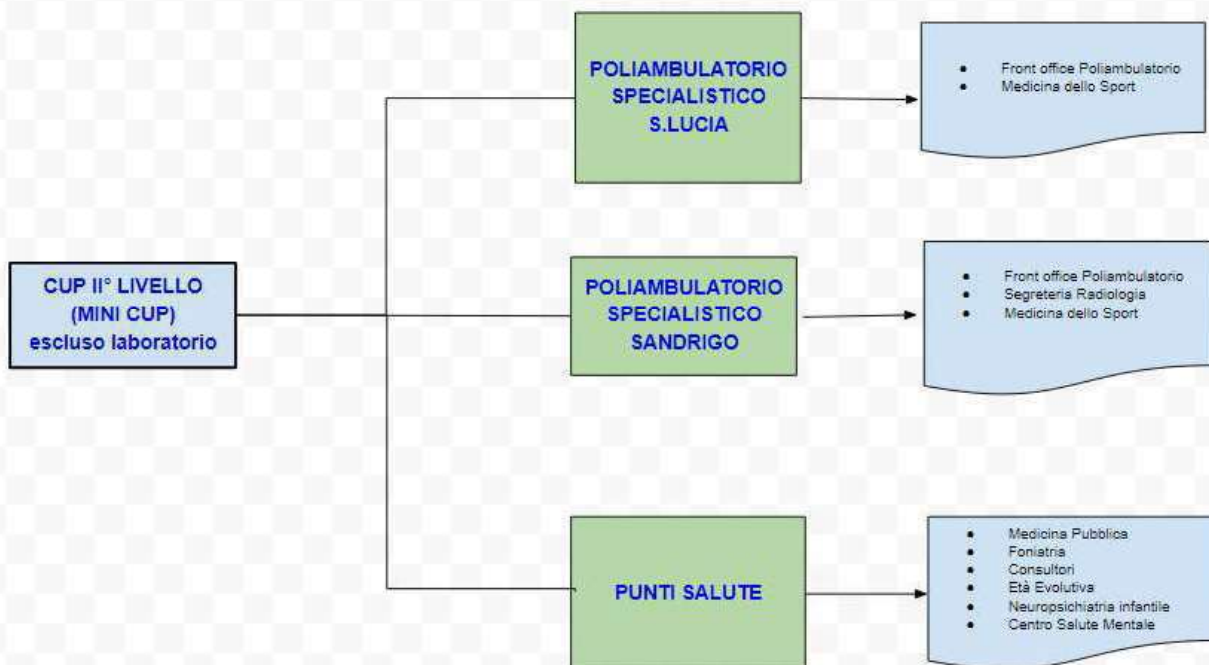 POLIAMBULATORIO
SPECIALISTICO
S.LUCIA
● Front office Poliambulatorio
● Medicina dello Sport
CUP II° LIVELLO
(MINI CUP)
escluso laboratorio
POLIAMBULATORIO
SPECIALISTICO
SANDRIGO
● Front office Poliambulatorio
● Segreteria Radiologia
● Medicina dello Sport
PUNTI SALUTE
● Medicina Pubblica
● Foniatria
● Consultori
● Età Evolutiva
● Neuropsichiatria infantile
● Centro Salute Mentale